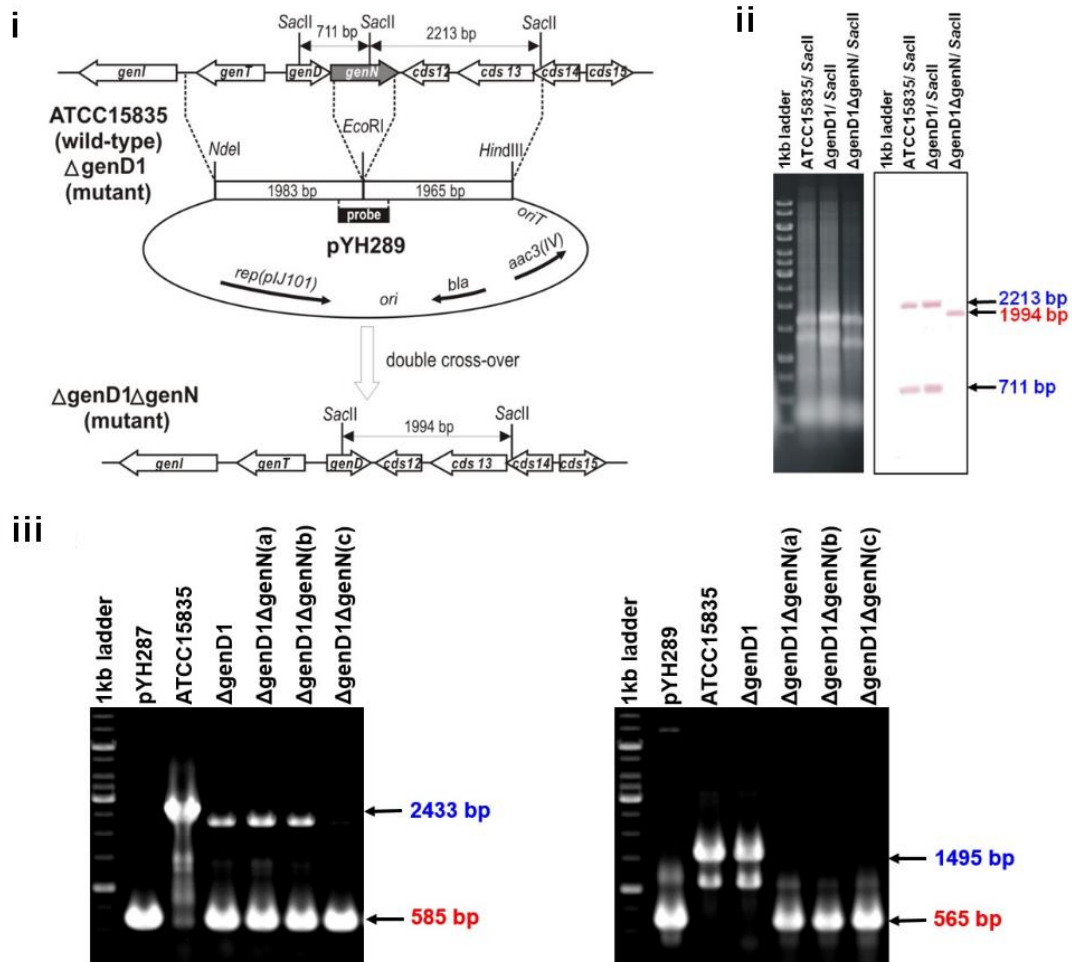 i
SacII SacII SacII
711 bp 2213 bp
genI genT genD genN cds12 cds 13 cds14 cds15
ATCC15835
(wild-type)
ΔgenD1
(mutant)
EcoRI
NdeI HindIII
1983 bp 1965 bp
probe
oriT
pYH289
rep(pIJ101) ori bla aac3(IV)
double cross-over
ΔgenD1ΔgenN
(mutant)
SacII SacII
1994 bp
genI genT genD cds12 cds 13 cds14 cds15
ii
1kb ladder
ATCC15835/ SacII
ΔgenD1/ SacII
ΔgenD1ΔgenN/ SacII
1kb ladder
ATCC15835/ SacII
ΔgenD1/ SacII
ΔgenD1ΔgenN/ SacII
2213 bp
1994 bp
711 bp
iii
1kb ladder
pYH287
ATCC15835
ΔgenD1
ΔgenD1ΔgenN(a)
ΔgenD1ΔgenN(b)
ΔgenD1ΔgenN(c)
2433 bp
585 bp
1kb ladder
pYH289
ATCC15835
ΔgenD1
ΔgenD1ΔgenN(a)
ΔgenD1ΔgenN(b)
ΔgenD1ΔgenN(c)
1495 bp
565 bp